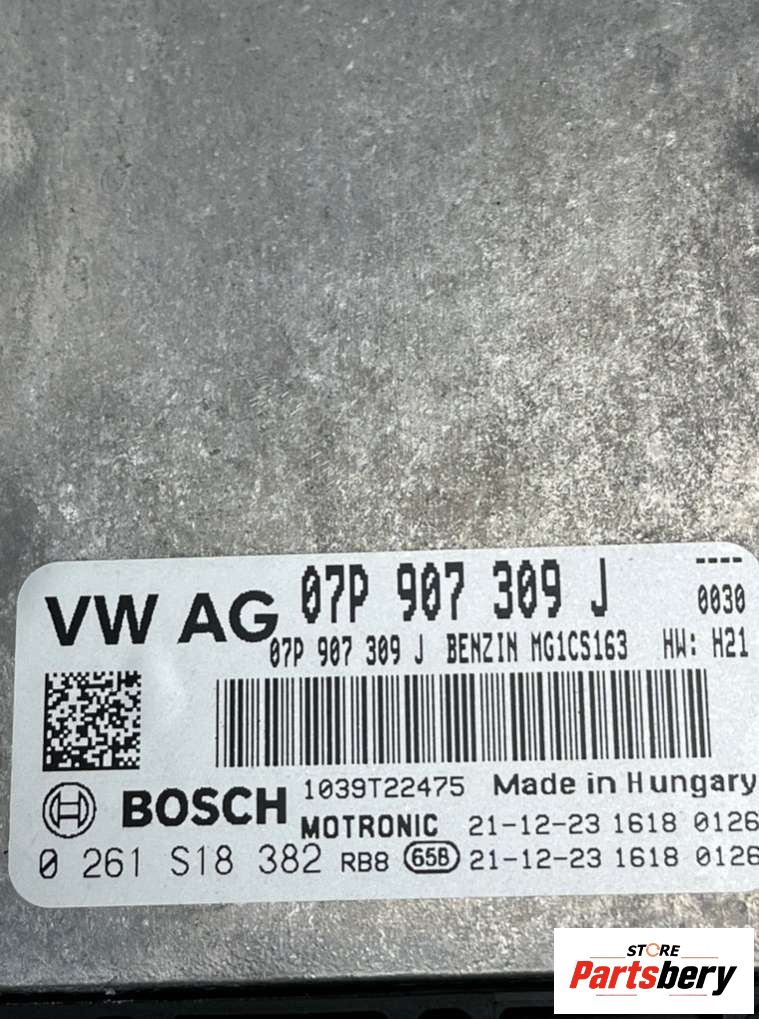 VW AG 07P 907 309 J ----
0030
07P 907 309 J BENZIN MG1CS163 HW: H21
BOSCH 1039T22475 Made in Hungary
MOTRONIC 21-12-23 1618 0126
0 261 S18 382 RB8 65B 21-12-23 1618 0126
STORE
Partsbery